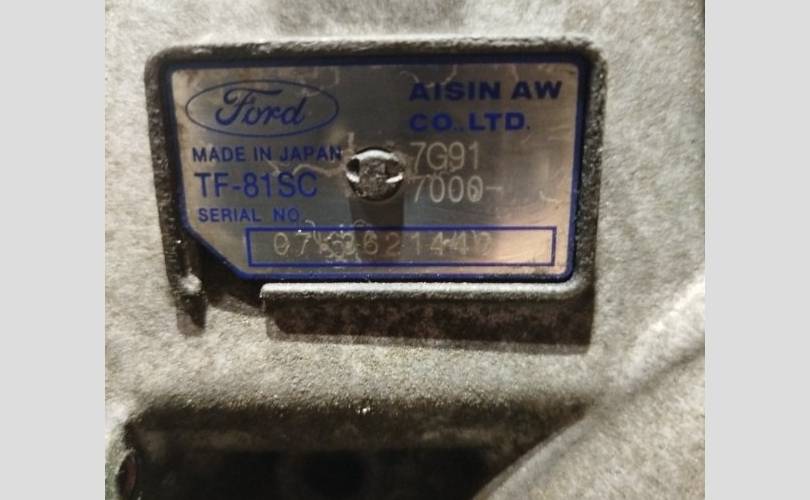 Ford
AISIN AW
CO.,LTD.
MADE IN JAPAN
7G91
TF-81SC
7000-
SERIAL NO.